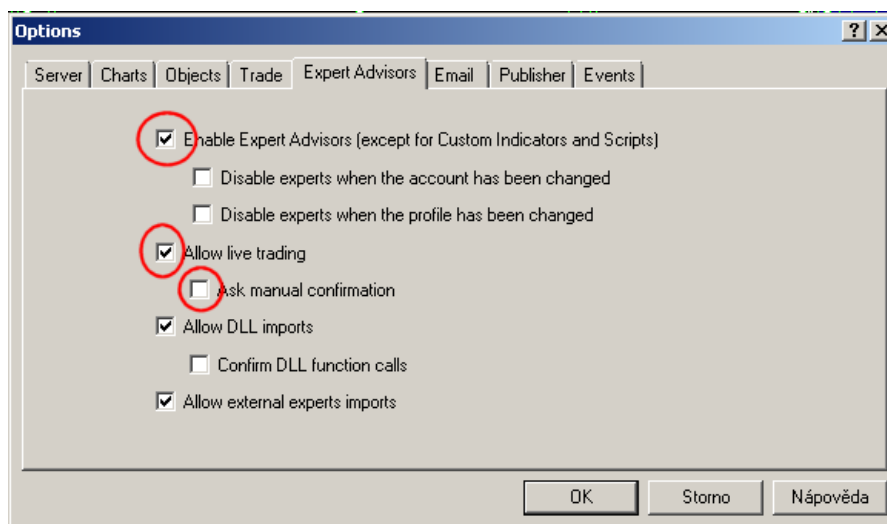 Options
Server Charts Objects Trade Expert Advisors Email Publisher Events
Enable Expert Advisors (except for Custom Indicators and Scripts)
Disable experts when the account has been changed
Disable experts when the profile has been changed
Allow live trading
Ask manual confirmation
Allow DLL imports
Confirm DLL function calls
Allow external experts imports
OK Storno Nápověda